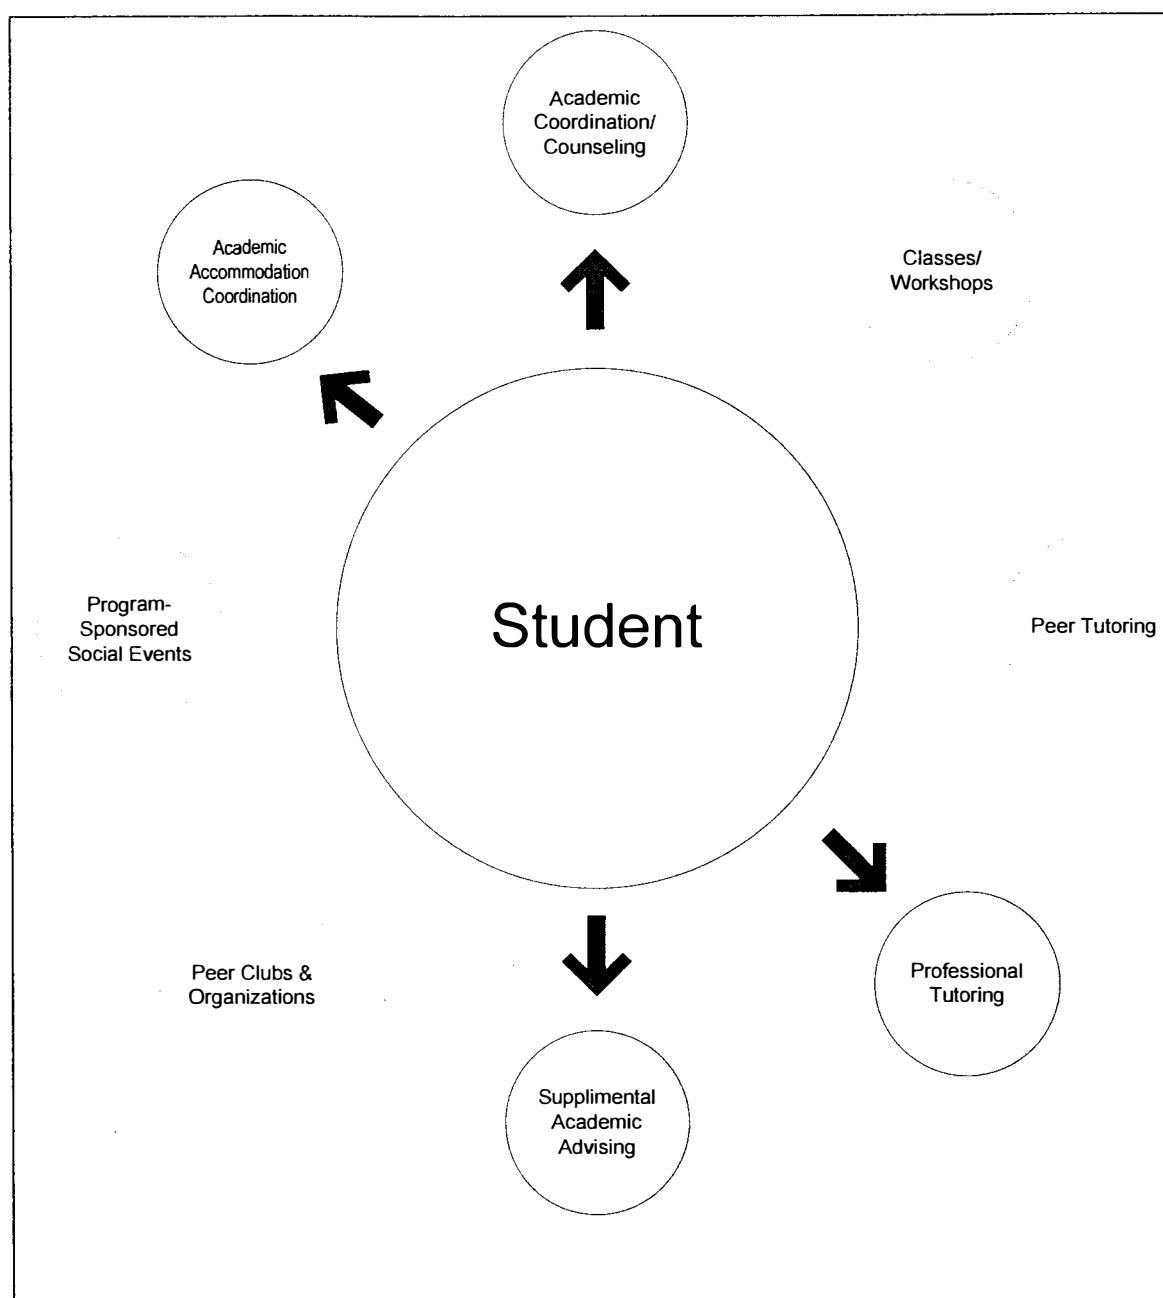 Academic
Coordination/
Counseling
Academic
Accommodation
Coordination
Classes/
Workshops
Program-
Sponsored
Social Events
Student
Peer Tutoring
Peer Clubs &
Organizations
Professional
Tutoring
Supplimental
Academic
Advising